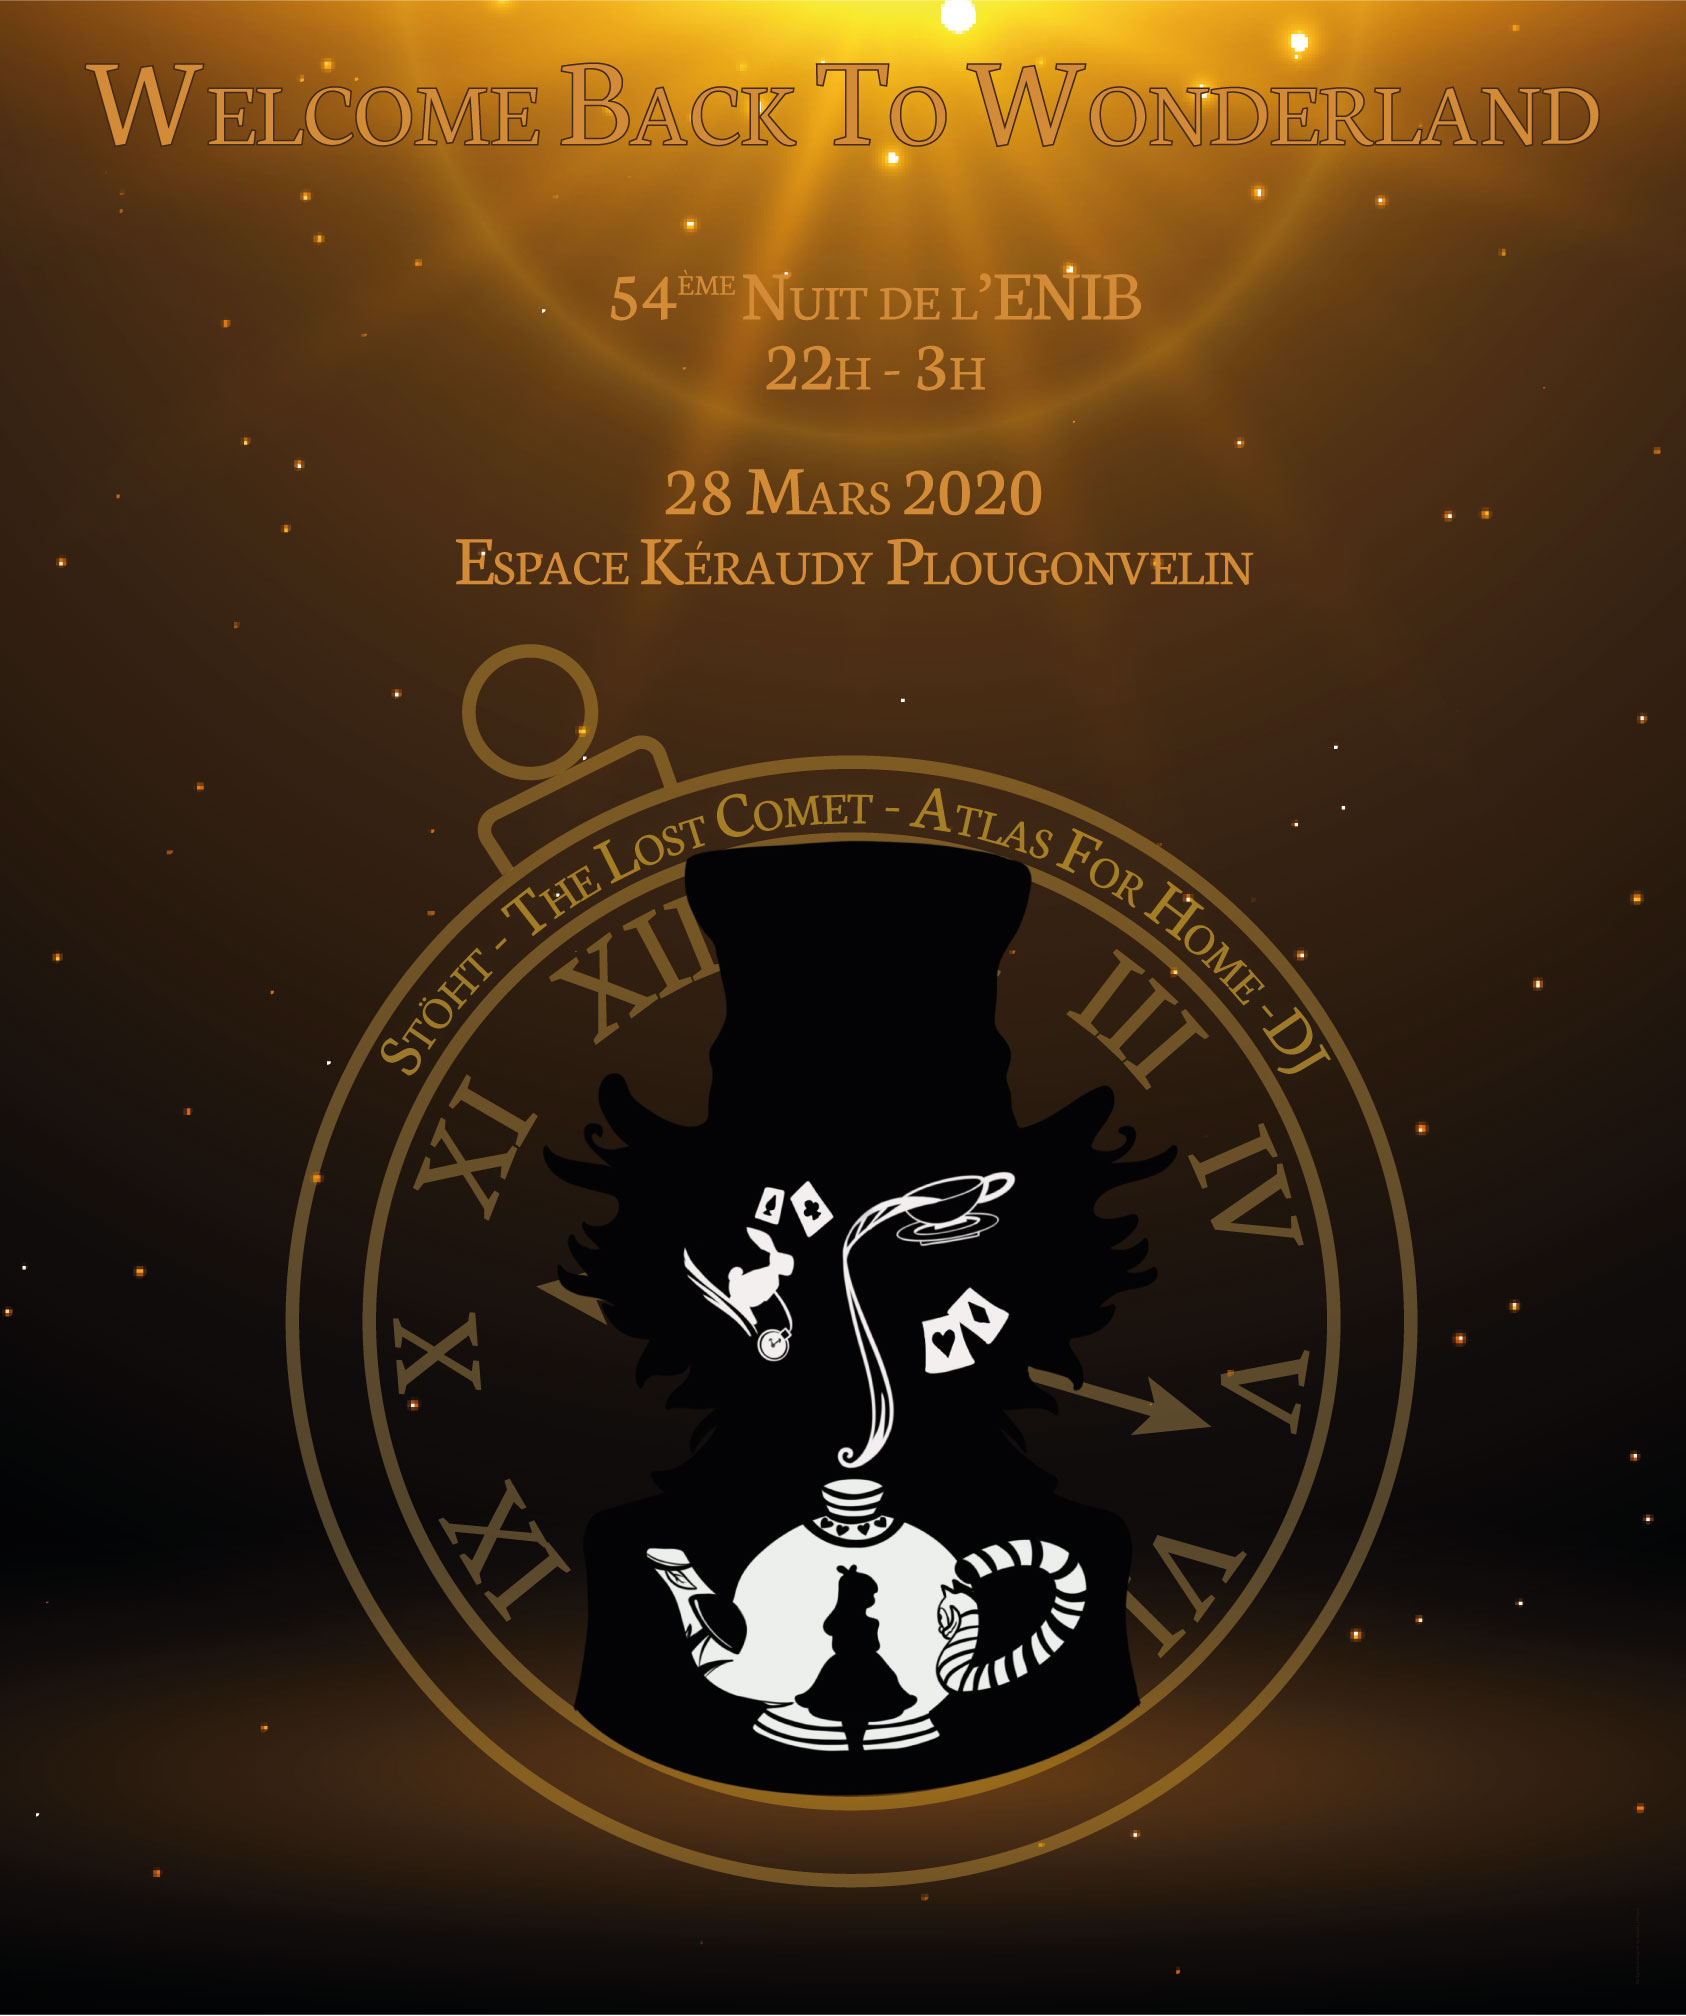 Welcome Back To Wonderland
54ÈME Nuit de l'ENIB
22h - 3h
28 Mars 2020
Espace Kéraudy Plougonvelin
Stöht - The Lost Comet - Atlas For Home - DJ
XII
III
XI
IV
X
V
IX
VI